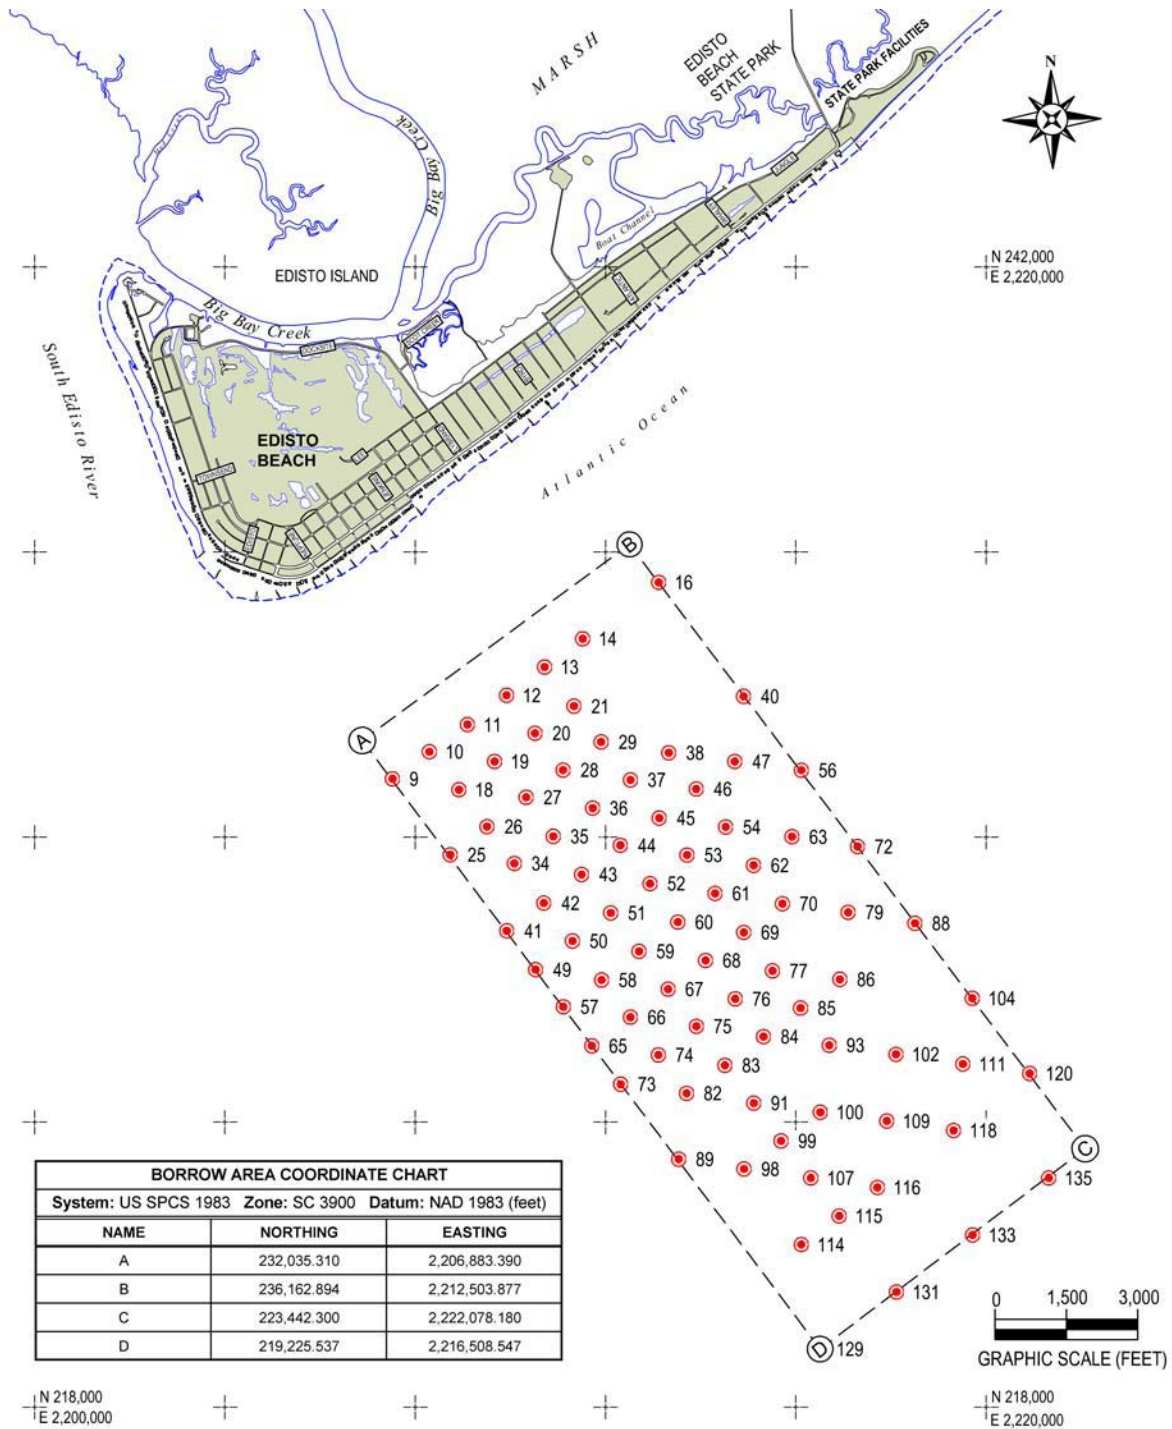 MARSH
EDISTO
BEACH
STATE PARK
STATE PARK FACILITIES
N
Big Bay Creek
Boat Channel
JUNGLE
N 242,000
E 2,220,000
EDISTO ISLAND
Big Bay Creek
SCOTT CREEK
South Edisto River
EDISTO
BEACH
Atlantic Ocean
LEE
TOWNSEND
B
16
14
13
12
21
40
11
20
29
10
19
38
47
A
9
28
37
56
18
27
46
36
45
26
35
54
63
44
72
25
34
53
62
43
52
61
42
51
70
79
60
88
41
50
69
59
68
49
58
77
86
67
76
104
57
66
85
75
84
65
74
93
102
83
111
73
120
82
91
100
109
118
99
C
89
98
107
116
135
115
133
114
131
D
129
BORROW AREA COORDINATE CHART
System: US SPCS 1983 Zone: SC 3900 Datum: NAD 1983 (feet)
NAME NORTHING EASTING
A 232,035.310 2,206,883.390
B 236,162.894 2,212,503.877
C 223,442.300 2,222,078.180
D 219,225.537 2,216,508.547
0 1,500 3,000
GRAPHIC SCALE (FEET)
N 218,000
E 2,200,000
N 218,000
E 2,220,000